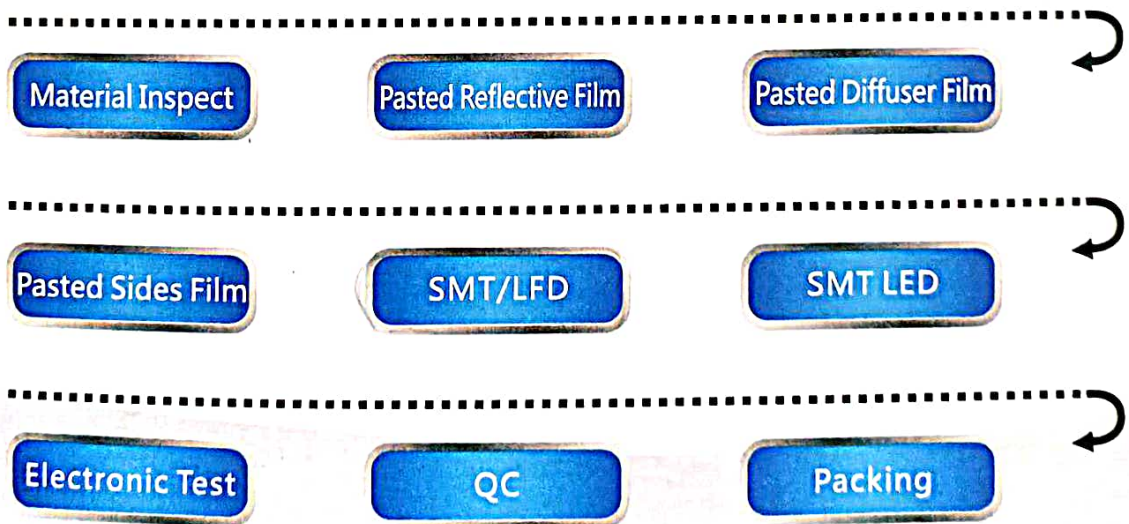 Material Inspect
Pasted Reflective Film
Pasted Diffuser Film
Pasted Sides Film
SMT/LFD
SMT LED
Electronic Test
QC
Packing